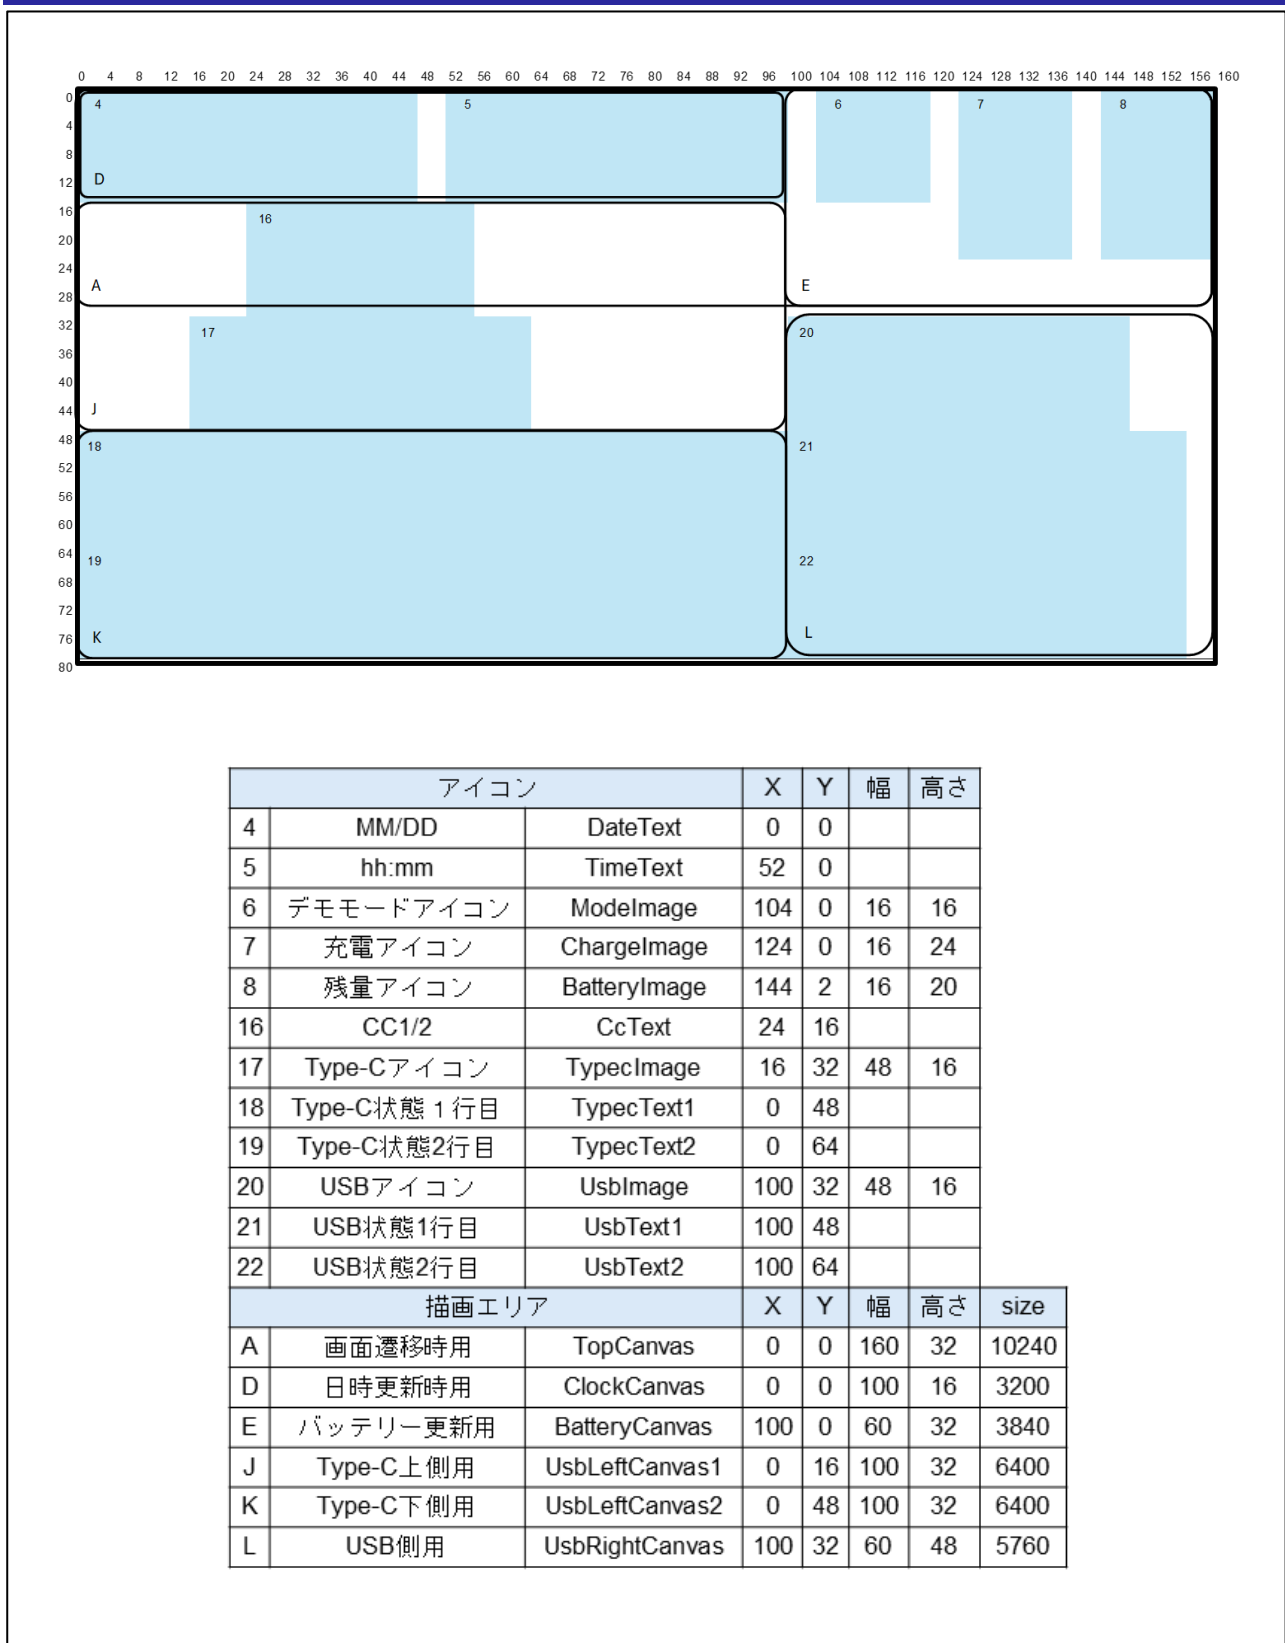 0 4 8 12 16 20 24 28 32 36 40 44 48 52 56 60 64 68 72 76 80 84 88 92 96 100 104 108 112 116 120 124 128 132 136 140 144 148 152 156 160
0
4 5 6 7 8
4
8
12
D
16
16
20
24
A E
28
32
17 20
36
40
44
J
48
18 21
52
56
60
64
19 22
68
72
76
K L
80
アイコン X Y 幅 高さ
4 MM/DD DateText 0 0
5 hh:mm TimeText 52 0
6 デモモードアイコン ModeImage 104 0 16 16
7 充電アイコン ChargeImage 124 0 16 24
8 残量アイコン BatteryImage 144 2 16 20
16 CC1/2 CcText 24 16
17 Type-Cアイコン TypecImage 16 32 48 16
18 Type-C状態１行目 TypecText1 0 48
19 Type-C状態2行目 TypecText2 0 64
20 USBアイコン UsbImage 100 32 48 16
21 USB状態1行目 UsbText1 100 48
22 USB状態2行目 UsbText2 100 64
描画エリア X Y 幅 高さ size
A 画面遷移時用 TopCanvas 0 0 160 32 10240
D 日時更新時用 ClockCanvas 0 0 100 16 3200
E バッテリー更新用 BatteryCanvas 100 0 60 32 3840
J Type-C上側用 UsbLeftCanvas1 0 16 100 32 6400
K Type-C下側用 UsbLeftCanvas2 0 48 100 32 6400
L USB側用 UsbRightCanvas 100 32 60 48 5760